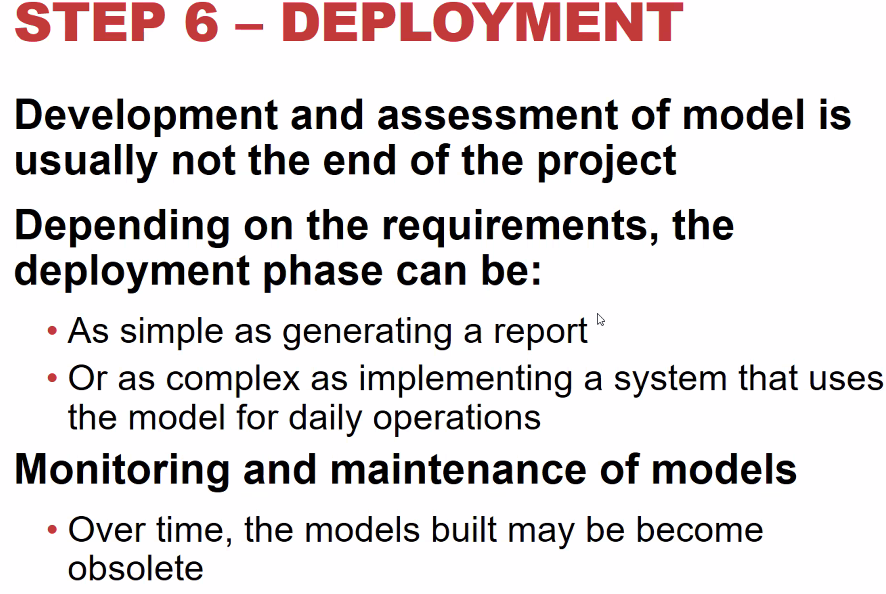 STEP 6 – DEPLOYMENT
Development and assessment of model is
usually not the end of the project
Depending on the requirements, the
deployment phase can be:
• As simple as generating a report
• Or as complex as implementing a system that uses
the model for daily operations
Monitoring and maintenance of models
• Over time, the models built may be become
obsolete